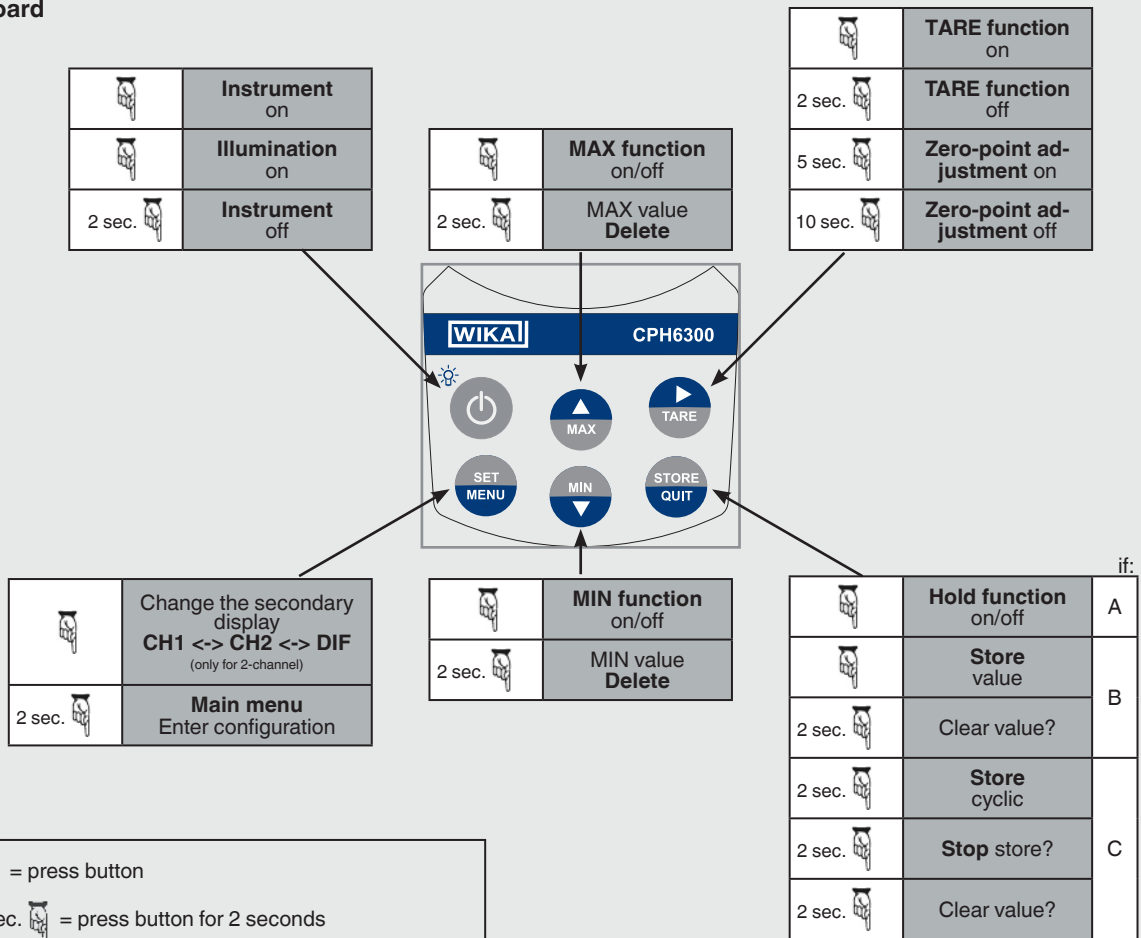 Instrument
on
Illumination
on
2 sec.
Instrument
off
MAX function
on/off
2 sec.
MAX value
Delete
TARE function
on
2 sec.
TARE function
off
5 sec.
Zero-point ad-
justment on
10 sec.
Zero-point ad-
justment off
WIKA
CPH6300
MAX
TARE
SET
MENU
MIN
STORE
QUIT
Change the secondary
display
CH1 <-> CH2 <-> DIF
(only for 2-channel)
2 sec.
Main menu
Enter configuration
MIN function
on/off
2 sec.
MIN value
Delete
if:
Hold function
on/off
A
Store
value
B
2 sec.
Clear value?
2 sec.
Store
cyclic
2 sec.
Stop store?
C
2 sec.
Clear value?
= press button
= press button for 2 seconds